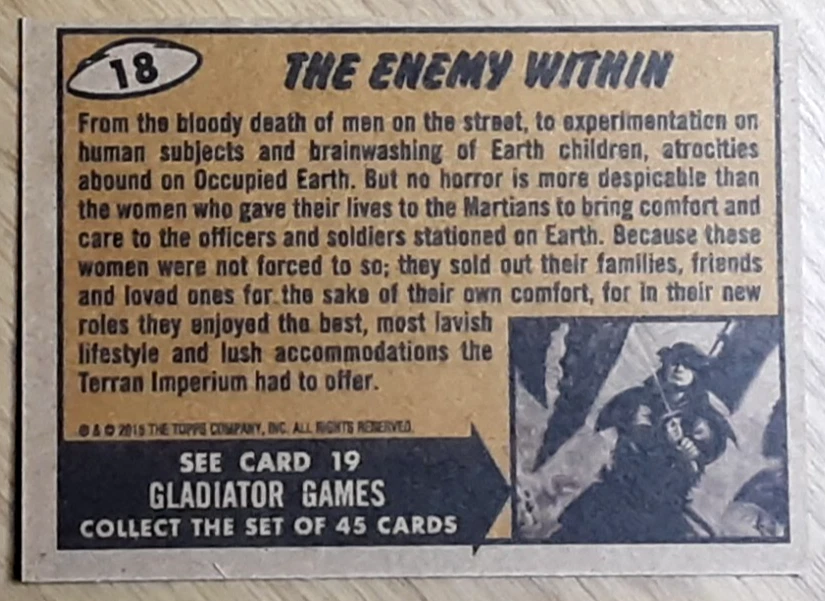 18
THE ENEMY WITHIN
From the bloody death of men on the street, to experimentation on
human subjects and brainwashing of Earth children, atrocities
abound on Occupied Earth. But no horror is more despicable than
the women who gave their lives to the Martians to bring comfort and
care to the officers and soldiers stationed on Earth. Because these
women were not forced to so; they sold out their families, friends
and loved ones for the sake of their own comfort, for in their new
roles they enjoyed the best, most lavish
lifestyle and lush accommodations the
Terran Imperium had to offer.
® & © 2015 THE TOPPS COMPANY, INC. ALL RIGHTS RESERVED.
SEE CARD 19
GLADIATOR GAMES
COLLECT THE SET OF 45 CARDS